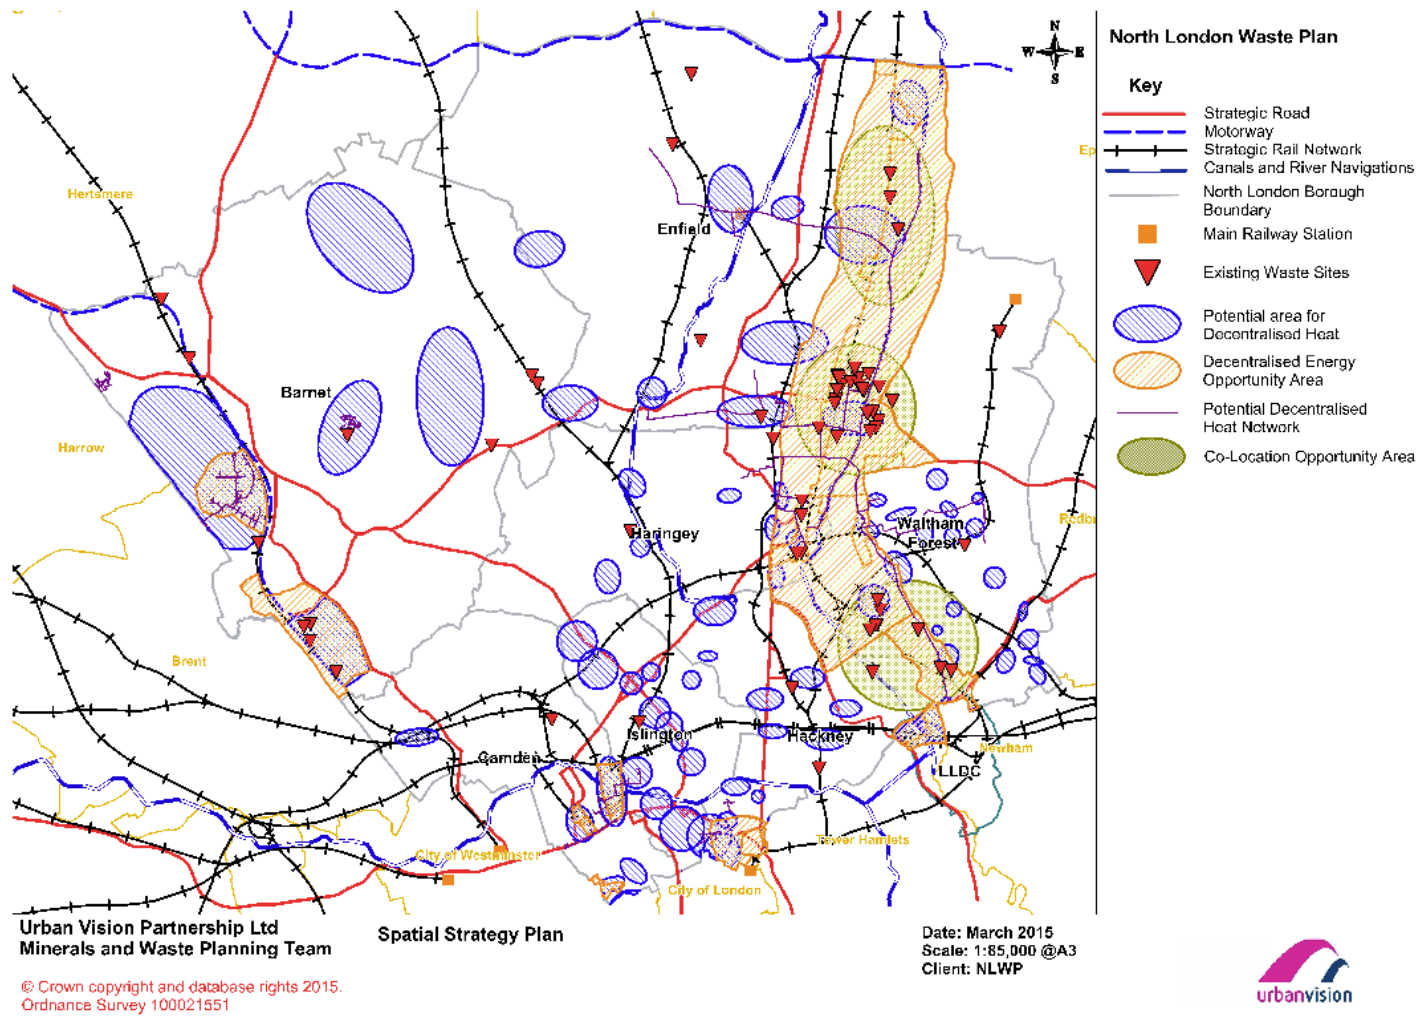 N
W E
S
North London Waste Plan
Key
Strategic Road
Motorway
Strategic Rail Network
Canals and River Navigations
North London Borough
Boundary
Main Railway Station
Existing Waste Sites
Potential area for
Decentralised Heat
Decentralised Energy
Opportunity Area
Potential Decentralised
Heat Network
Co-Location Opportunity Area
Ep
Hertsmere
Enfield
Barnet
Harrow
Redbr
Waltham
Forest
Haringey
Brent
Islington
Hackney
Camden
Newham
LLDC
Tower Hamlets
City of Westminster
City of London
Urban Vision Partnership Ltd
Minerals and Waste Planning Team
Spatial Strategy Plan
Date: March 2015
Scale: 1:85,000 @A3
Client: NLWP
© Crown copyright and database rights 2015.
Ordnance Survey 100021551
urbanvision